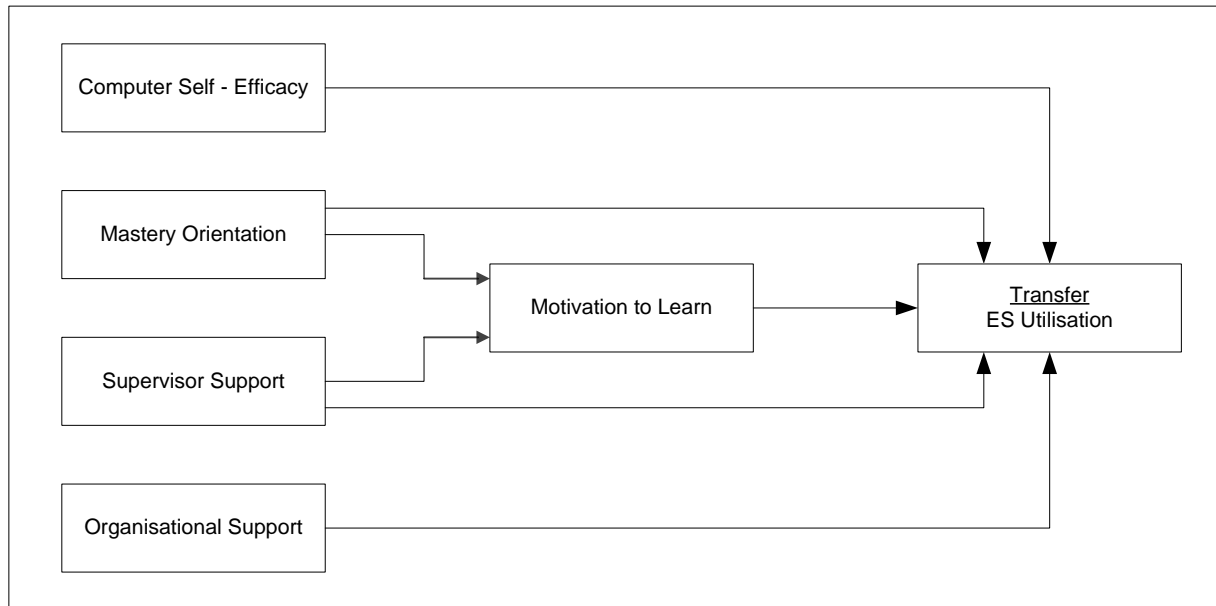 Computer Self - Efficacy
Mastery Orientation
Motivation to Learn
Transfer
ES Utilisation
Supervisor Support
Organisational Support